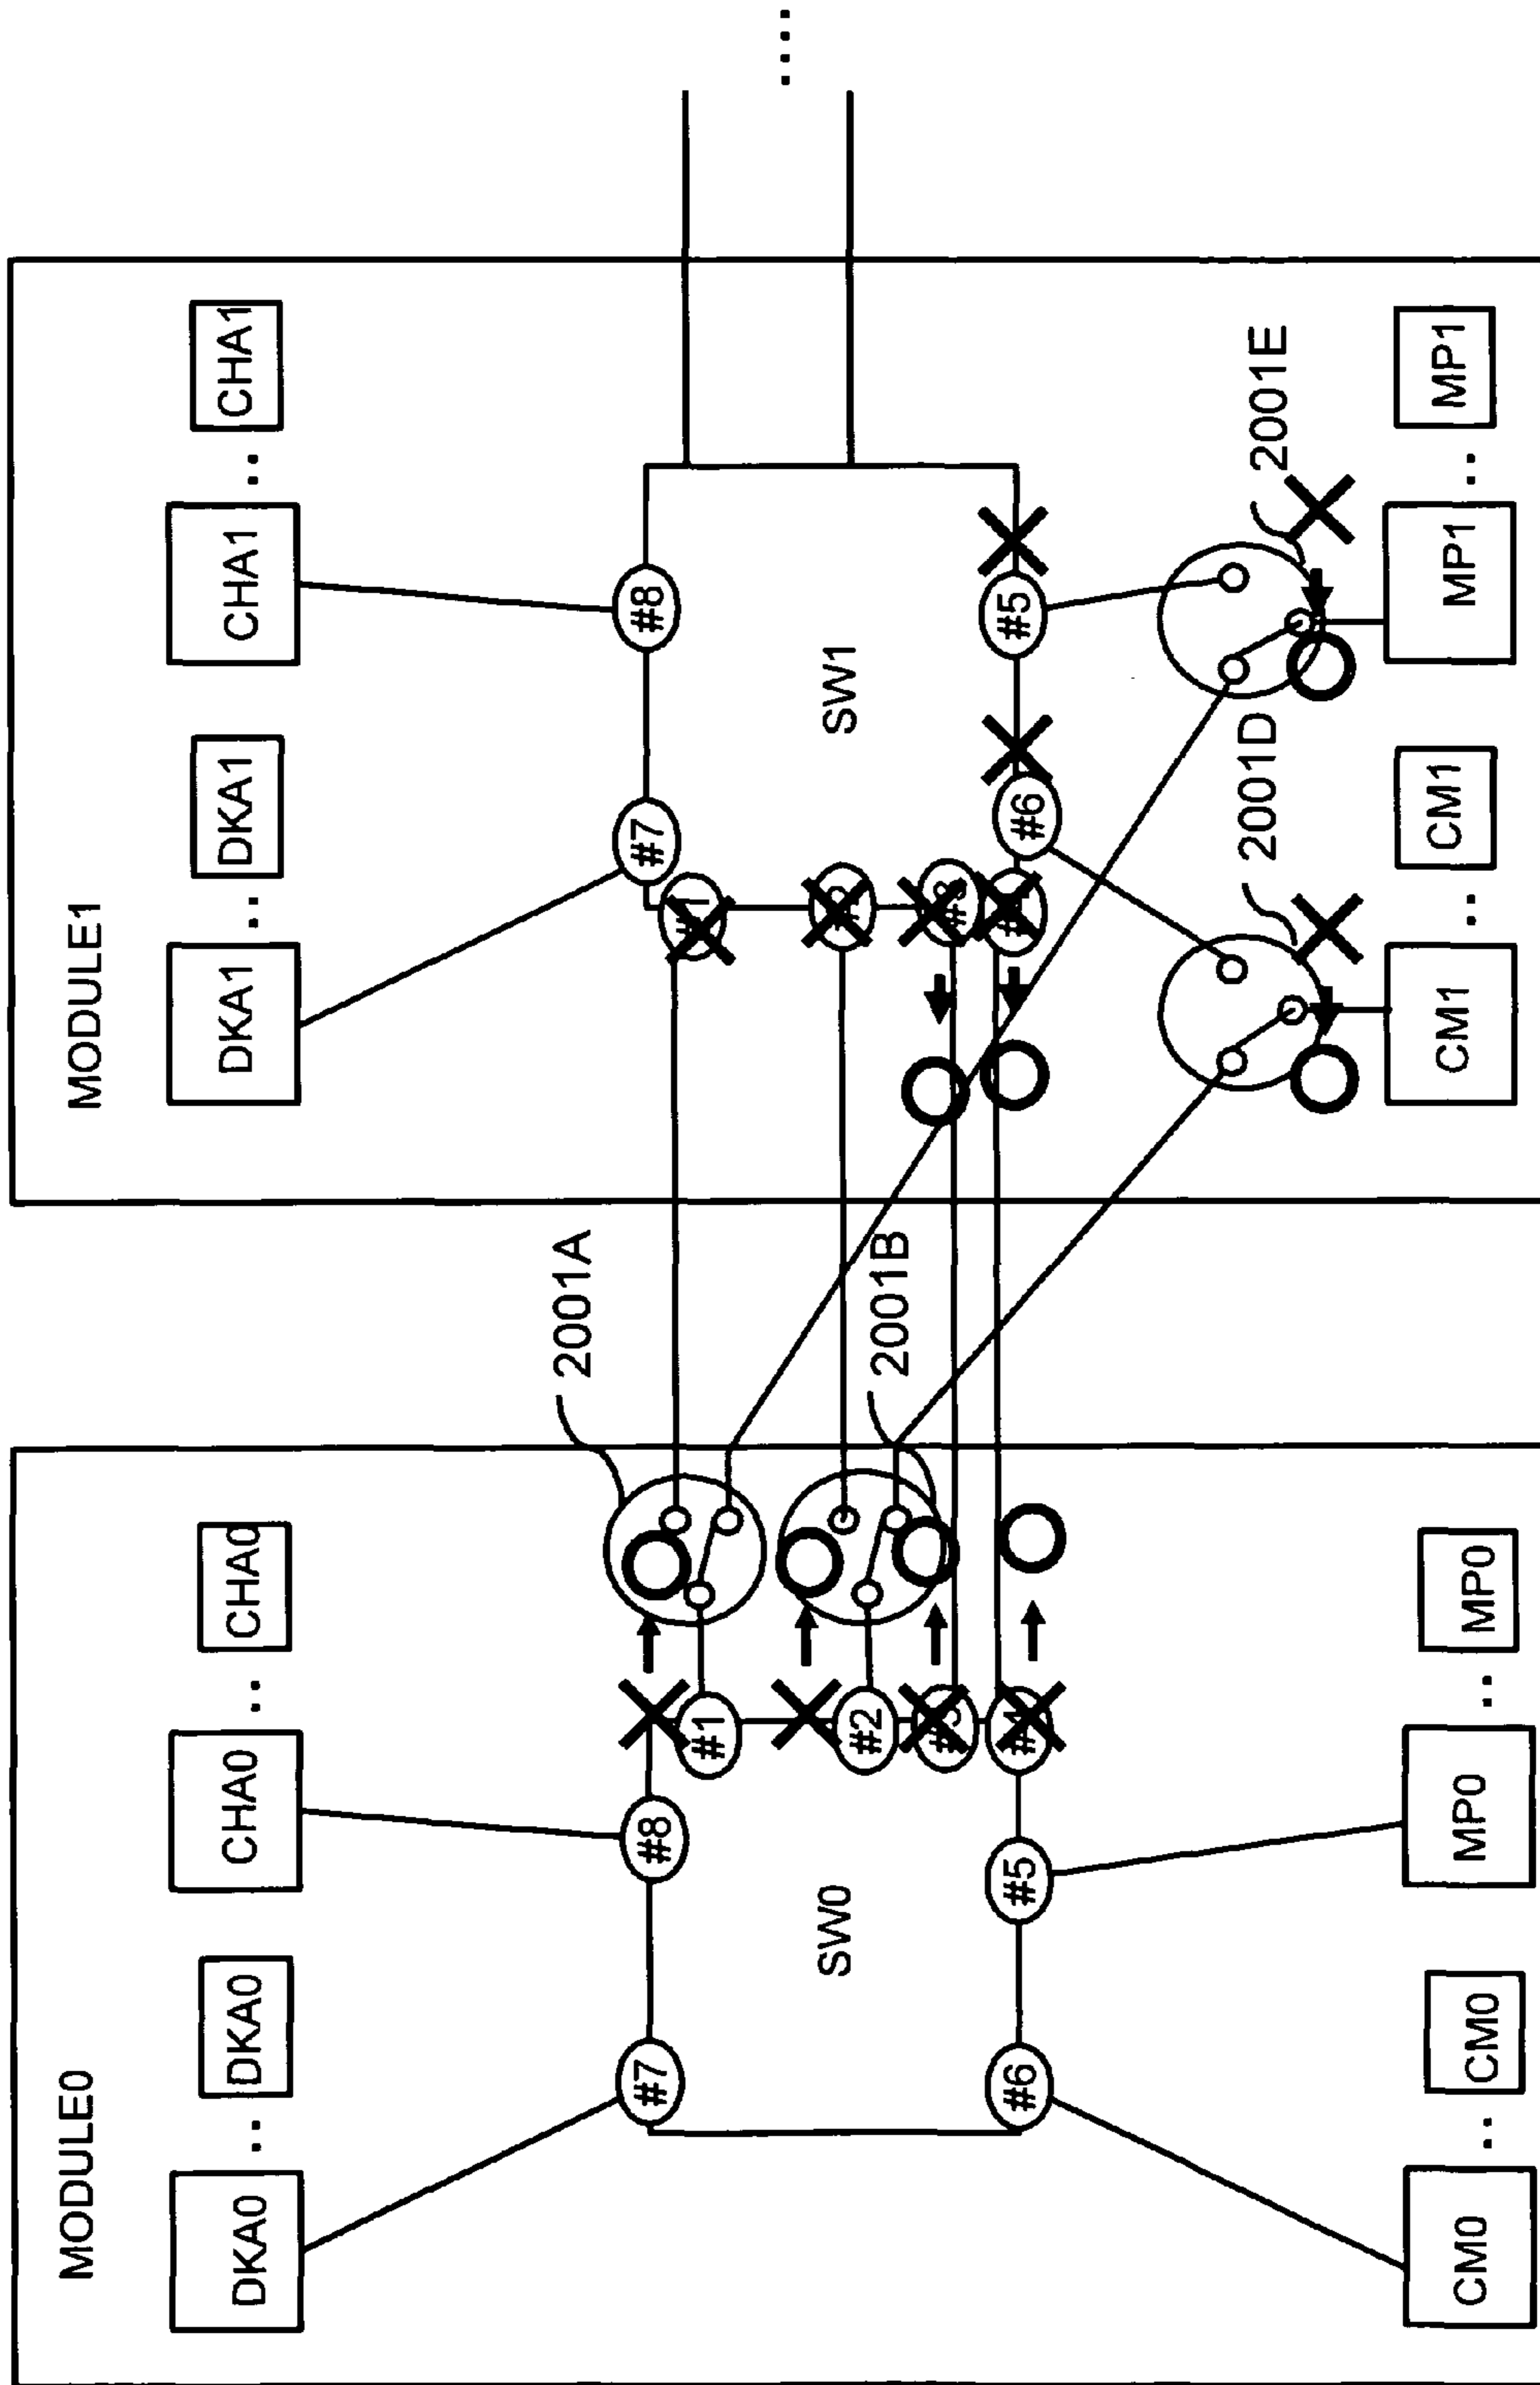 MODULE0
DKA0
..
DKA0
CHA0
..
CHA0
#7
#8
SW0
#1
#2
#6
#5
CM0
..
CM0
MP0
..
MP0
2001A
2001B
MODULE1
DKA1
..
DKA1
CHA1
..
CHA1
#7
#8
SW1
#3
#6
#5
2001D
2001E
CM1
..
CM1
MP1
..
MP1
....